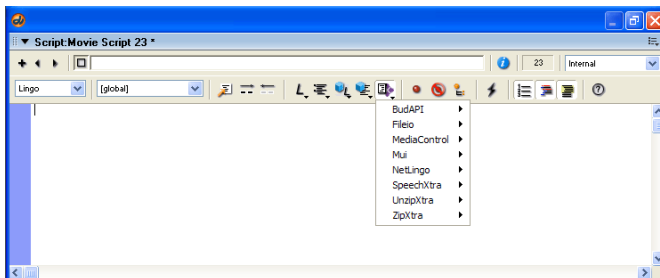 Script:Movie Script 23 *
23 Internal
Lingo [global]
BudAPI
Fileio
MediaControl
Mui
NetLingo
SpeechXtra
UnzipXtra
ZipXtra